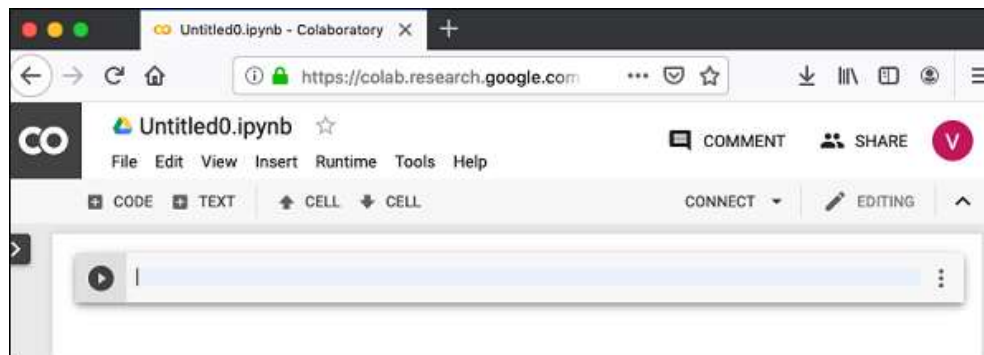 Untitled0.ipynb - Colaboratory
https://colab.research.google.com
CO Untitled0.ipynb COMMENT SHARE V
File Edit View Insert Runtime Tools Help
CODE TEXT CELL CELL CONNECT EDITING